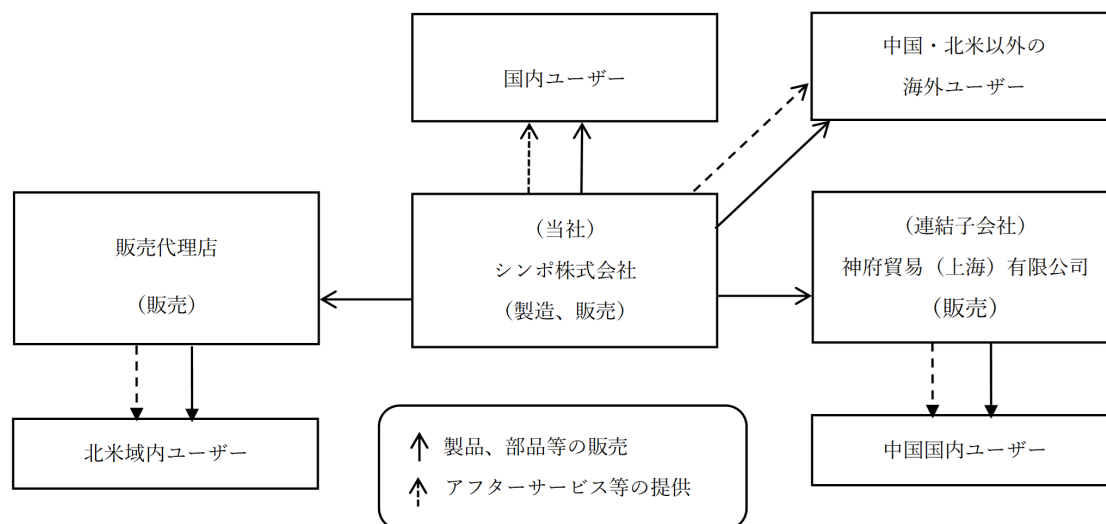 国内ユーザー
中国・北米以外の
海外ユーザー
販売代理店
（販売）
（当社）
シンポ株式会社
（製造、販売）
（連結子会社）
神府貿易（上海）有限公司
（販売）
北米域内ユーザー
中国国内ユーザー
製品、部品等の販売
アフターサービス等の提供